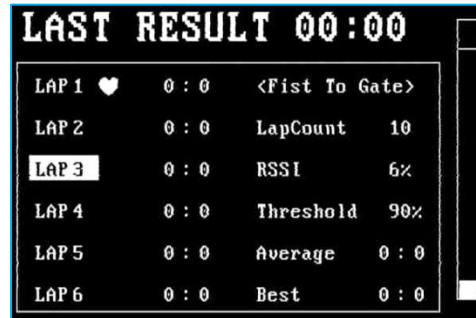 LAST RESULT 00:00
LAP 1 ♥ 0 : 0 <Fist To Gate>
LAP 2 0 : 0 LapCount 10
LAP 3 0 : 0 RSSI 6%
LAP 4 0 : 0 Threshold 90%
LAP 5 0 : 0 Average 0 : 0
LAP 6 0 : 0 Best 0 : 0